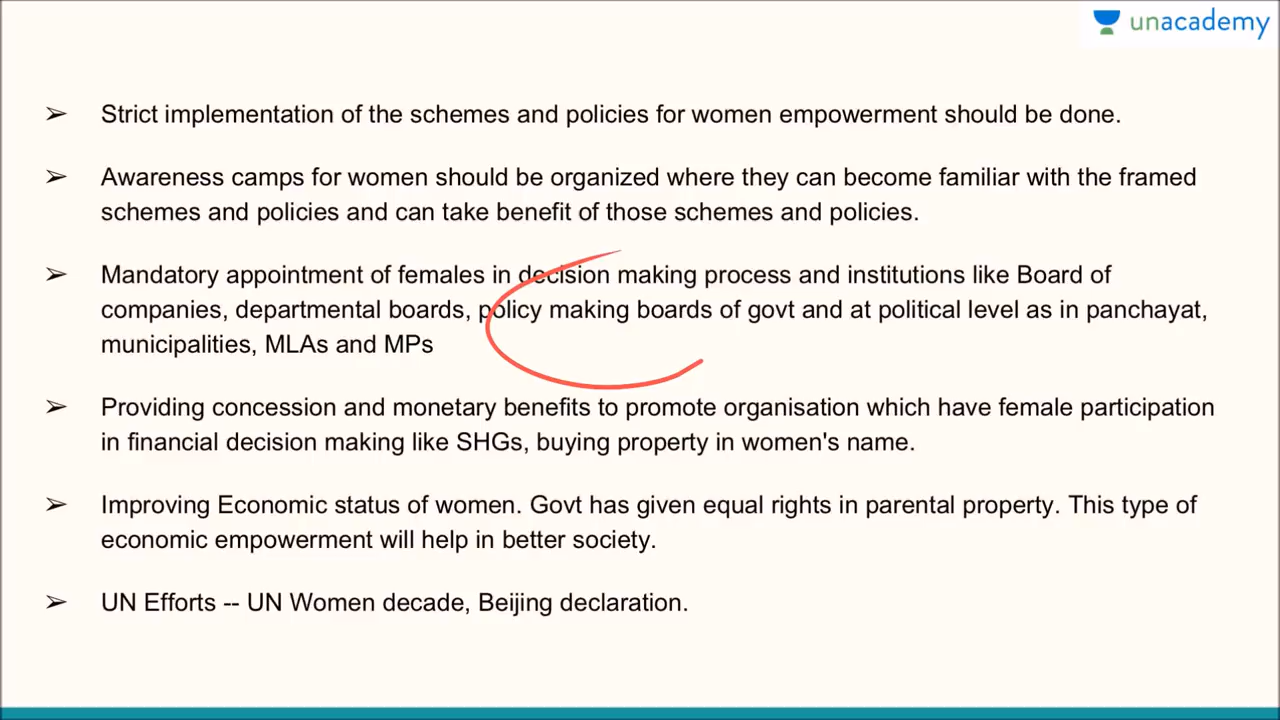 unacademy
➢ Strict implementation of the schemes and policies for women empowerment should be done.
➢ Awareness camps for women should be organized where they can become familiar with the framed
schemes and policies and can take benefit of those schemes and policies.
➢ Mandatory appointment of females in decision making process and institutions like Board of
companies, departmental boards, policy making boards of govt and at political level as in panchayat,
municipalities, MLAs and MPs
➢ Providing concession and monetary benefits to promote organisation which have female participation
in financial decision making like SHGs, buying property in women's name.
➢ Improving Economic status of women. Govt has given equal rights in parental property. This type of
economic empowerment will help in better society.
➢ UN Efforts -- UN Women decade, Beijing declaration.